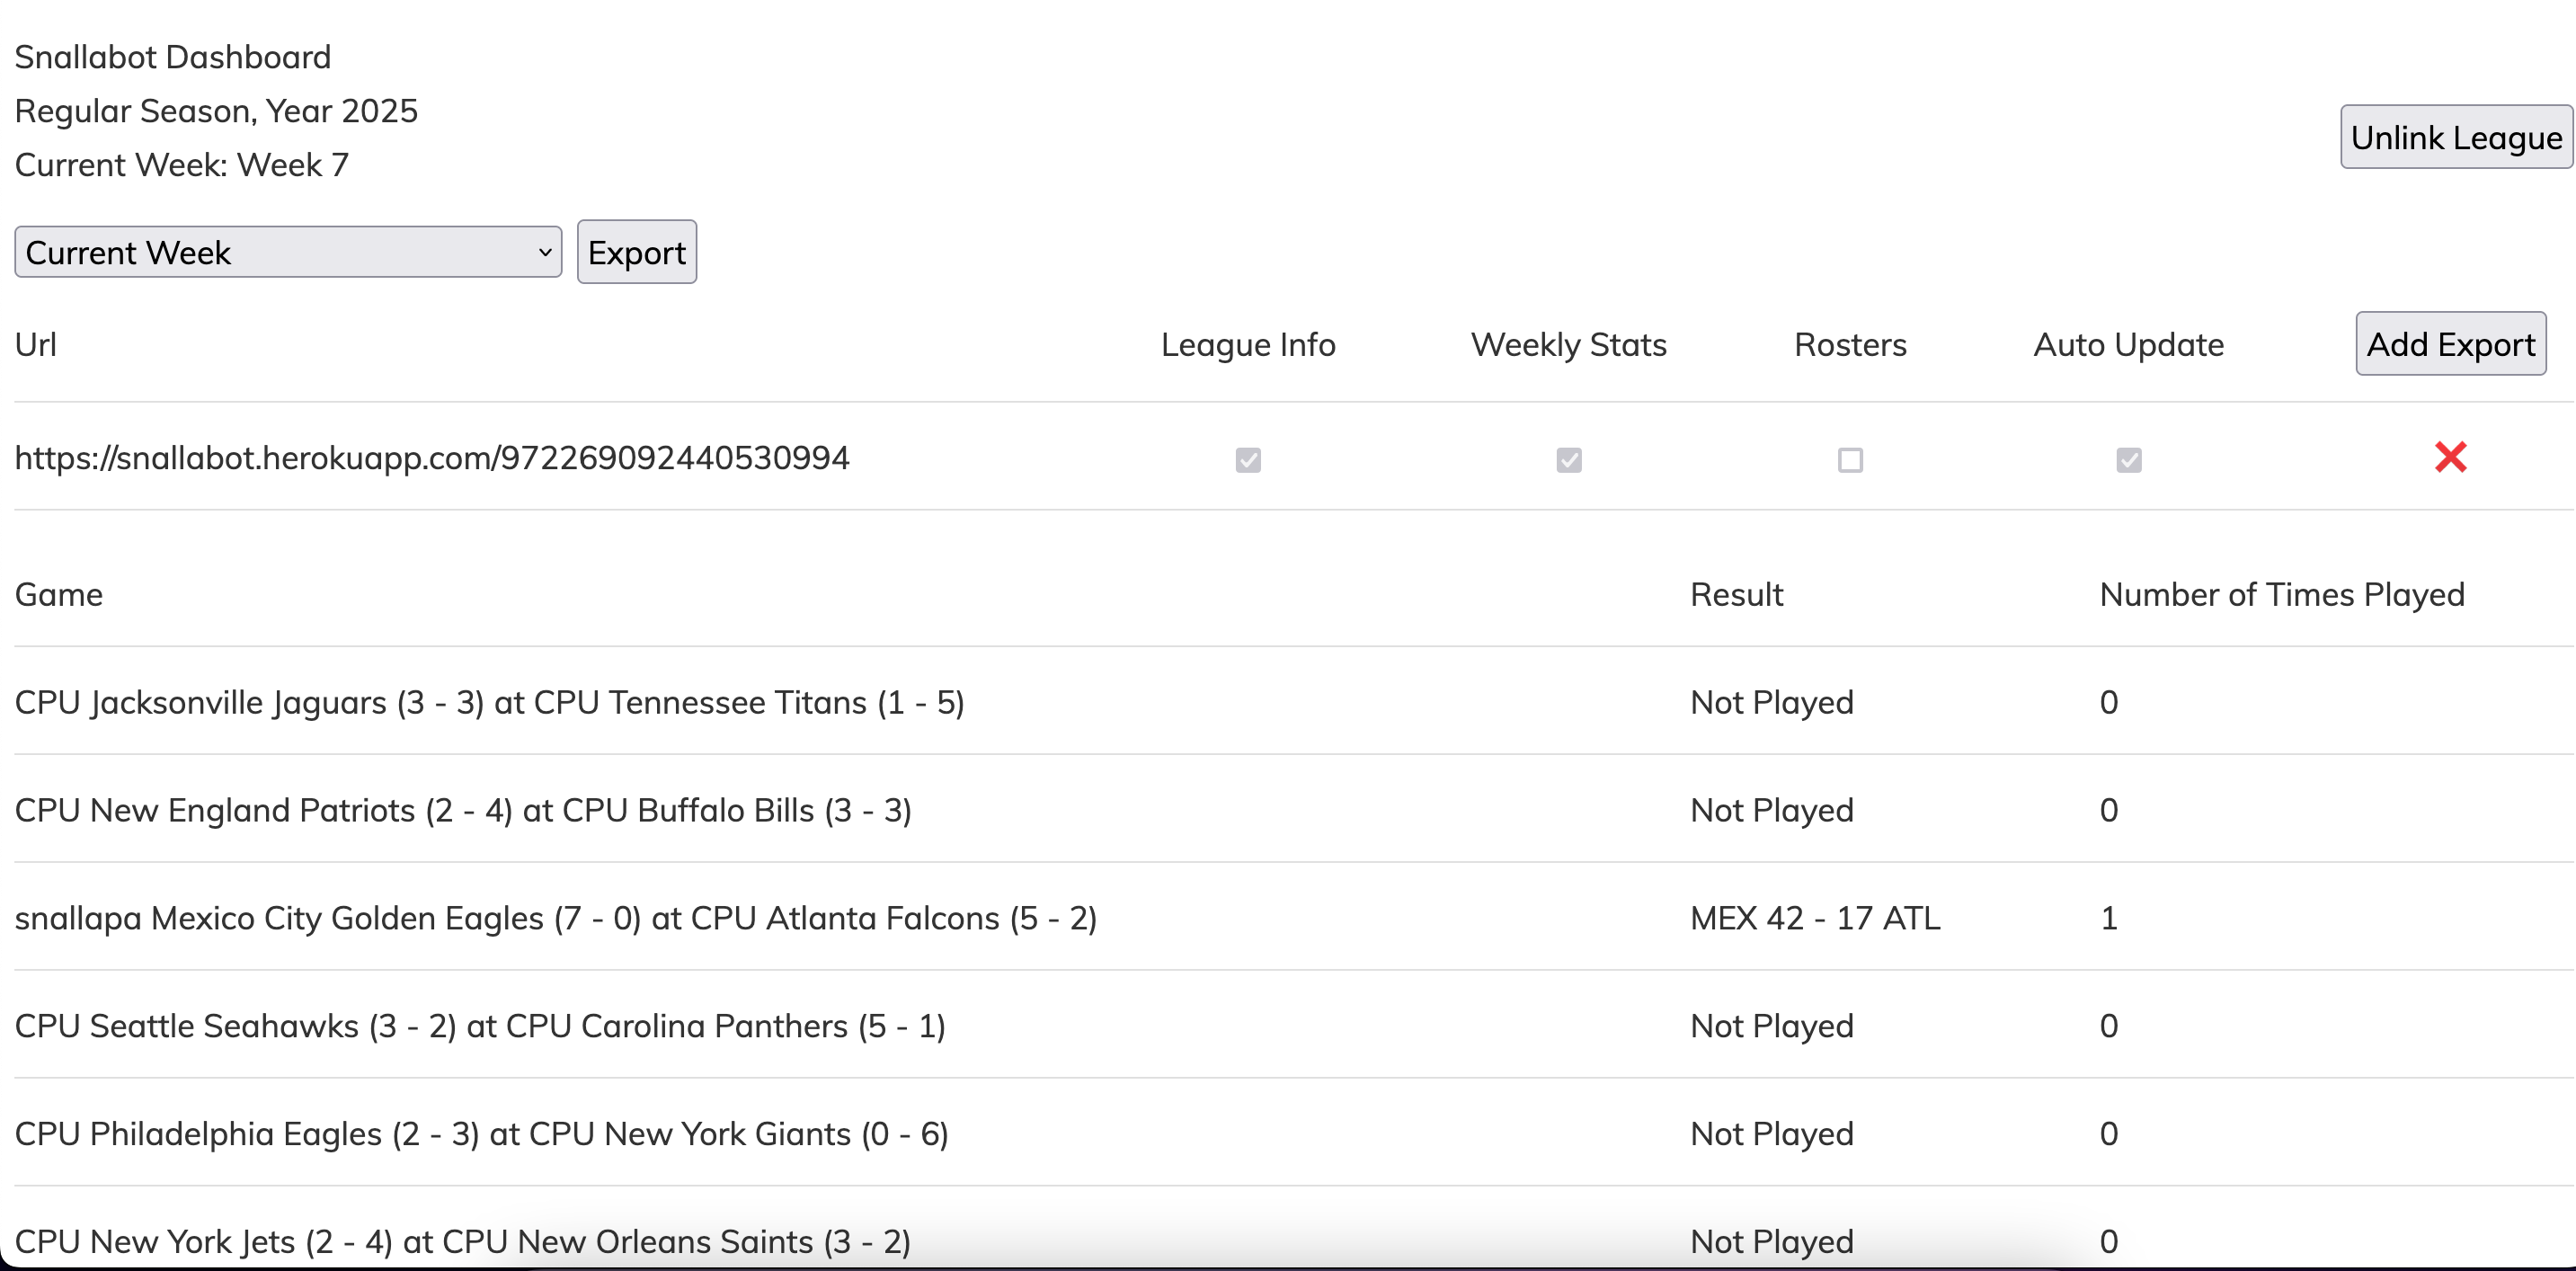 Snallabot Dashboard
Regular Season, Year 2025
Current Week: Week 7
Unlink League
Current Week Export
Url League Info Weekly Stats Rosters Auto Update Add Export
https://snallabot.herokuapp.com/972269092440530994
Game Result Number of Times Played
CPU Jacksonville Jaguars (3 - 3) at CPU Tennessee Titans (1 - 5) Not Played 0
CPU New England Patriots (2 - 4) at CPU Buffalo Bills (3 - 3) Not Played 0
snallapa Mexico City Golden Eagles (7 - 0) at CPU Atlanta Falcons (5 - 2) MEX 42 - 17 ATL 1
CPU Seattle Seahawks (3 - 2) at CPU Carolina Panthers (5 - 1) Not Played 0
CPU Philadelphia Eagles (2 - 3) at CPU New York Giants (0 - 6) Not Played 0
CPU New York Jets (2 - 4) at CPU New Orleans Saints (3 - 2) Not Played 0